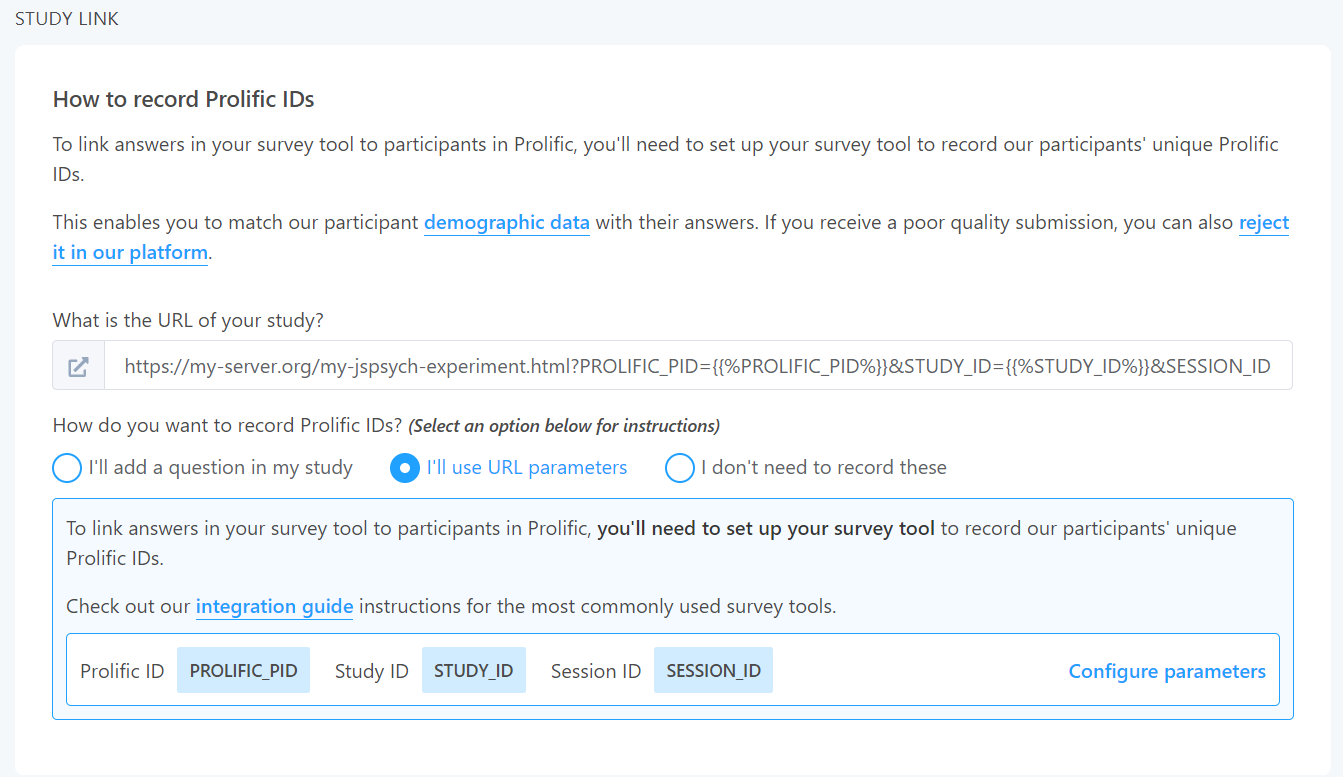 STUDY LINK
How to record Prolific IDs
To link answers in your survey tool to participants in Prolific, you'll need to set up your survey tool to record our participants' unique Prolific
IDs.
This enables you to match our participant demographic data with their answers. If you receive a poor quality submission, you can also reject
it in our platform.
What is the URL of your study?
https://my-server.org/my-jspsych-experiment.html?PROLIFIC_PID={{%PROLIFIC_PID%}}&STUDY_ID={{%STUDY_ID%}}&SESSION_ID
How do you want to record Prolific IDs? (Select an option below for instructions)
I'll add a question in my study I'll use URL parameters I don't need to record these
To link answers in your survey tool to participants in Prolific, you'll need to set up your survey tool to record our participants' unique
Prolific IDs.
Check out our integration guide instructions for the most commonly used survey tools.
Prolific ID PROLIFIC_PID Study ID STUDY_ID Session ID SESSION_ID Configure parameters